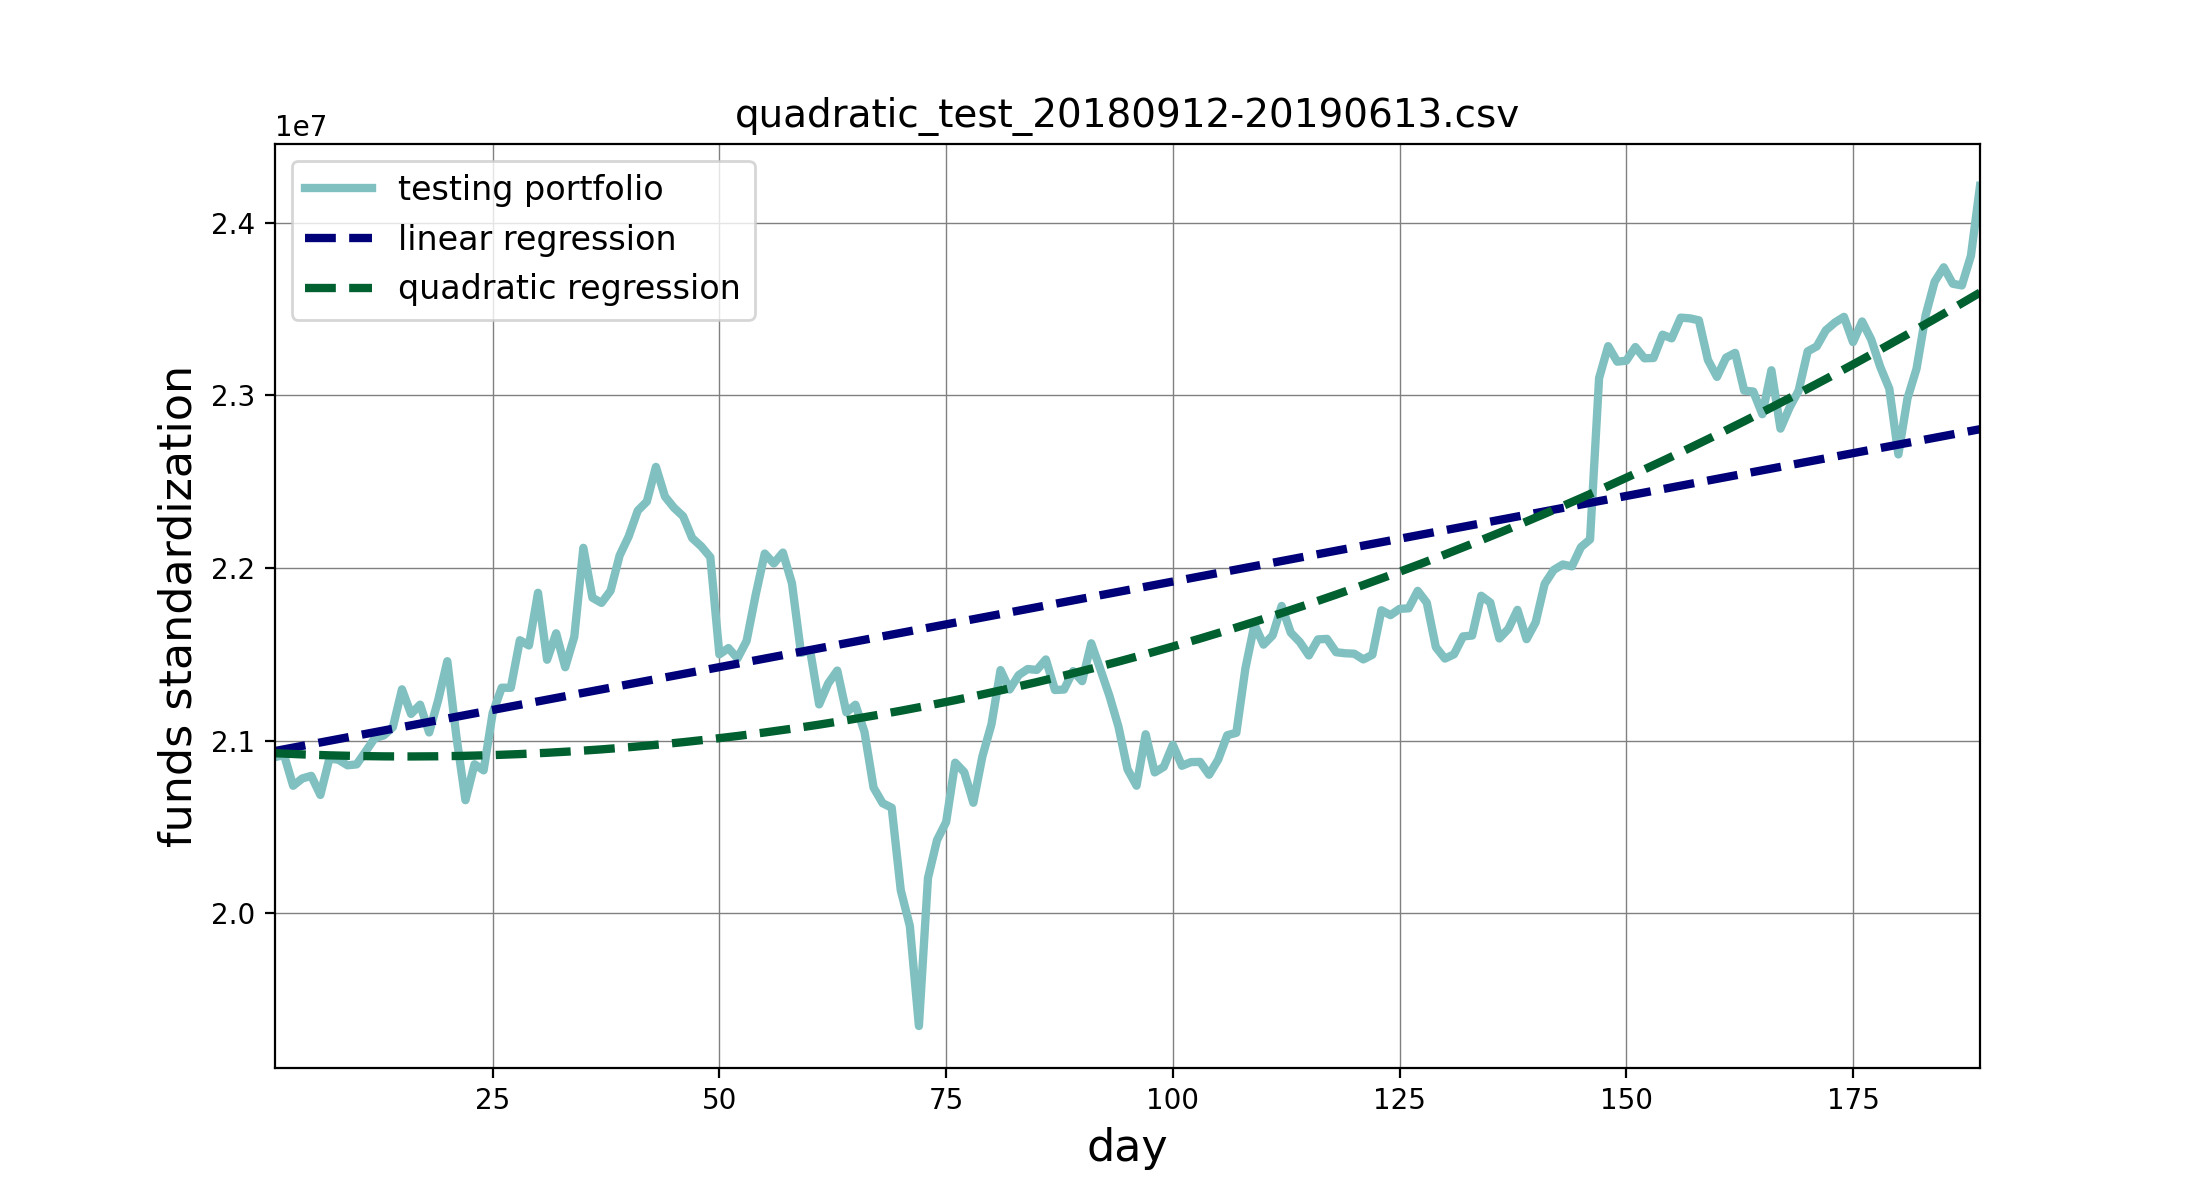 quadratic_test_20180912-20190613.csv
1e7
testing portfolio
linear regression
quadratic regression
2.4
2.3
2.2
2.1
2.0
funds standardization
25 50 75 100 125 150 175
day